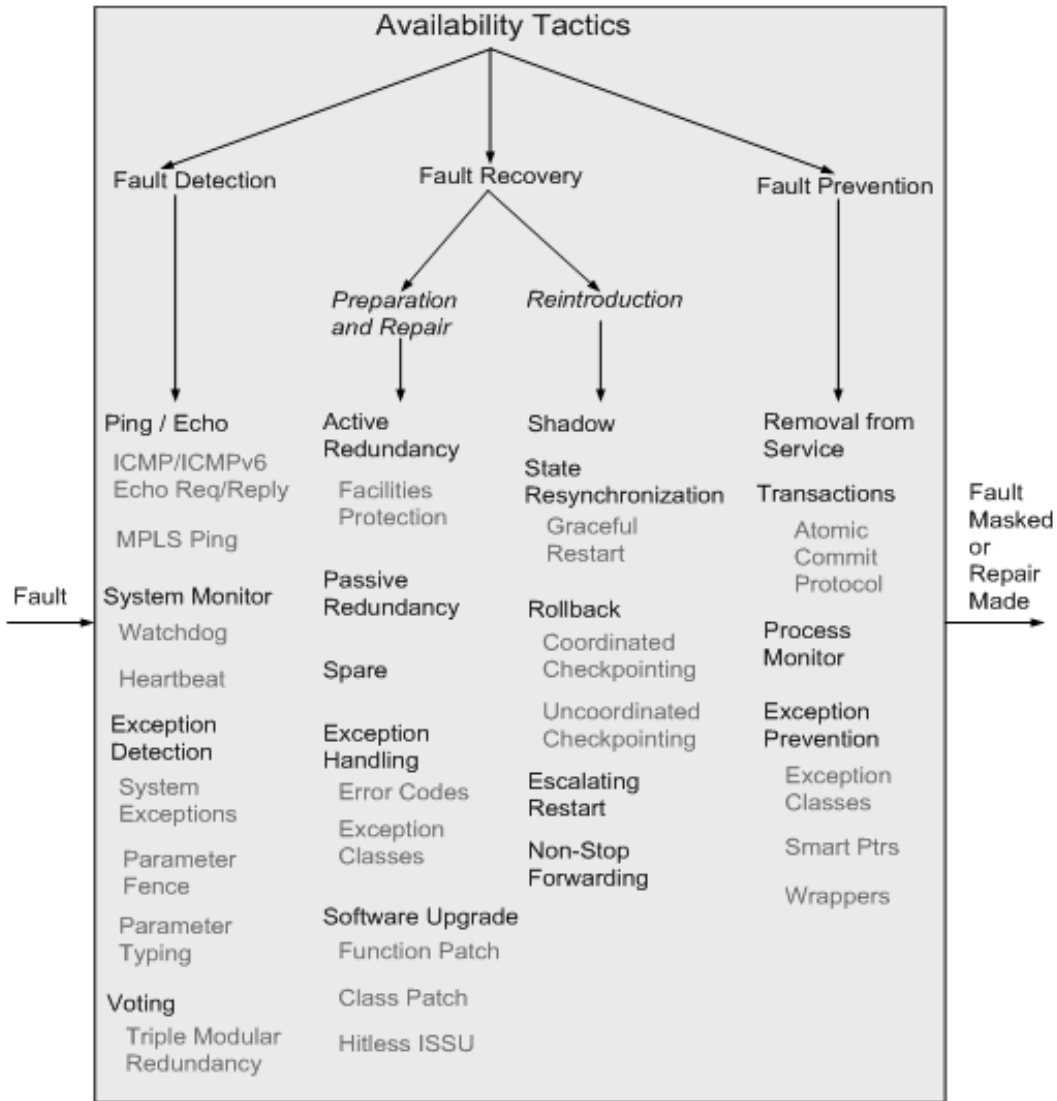 Availability Tactics
Fault Detection
Fault Recovery
Fault Prevention
Preparation
and Repair
Reintroduction
Fault
Ping / Echo
ICMP/ICMPv6
Echo Req/Reply
MPLS Ping
System Monitor
Watchdog
Heartbeat
Exception
Detection
System
Exceptions
Parameter
Fence
Parameter
Typing
Voting
Triple Modular
Redundancy
Active
Redundancy
Facilities
Protection
Passive
Redundancy
Spare
Exception
Handling
Error Codes
Exception
Classes
Software Upgrade
Function Patch
Class Patch
Hitless ISSU
Shadow
State
Resynchronization
Graceful
Restart
Rollback
Coordinated
Checkpointing
Uncoordinated
Checkpointing
Escalating
Restart
Non-Stop
Forwarding
Removal from
Service
Transactions
Atomic
Commit
Protocol
Process
Monitor
Exception
Prevention
Exception
Classes
Smart Ptrs
Wrappers
Fault
Masked
or
Repair
Made